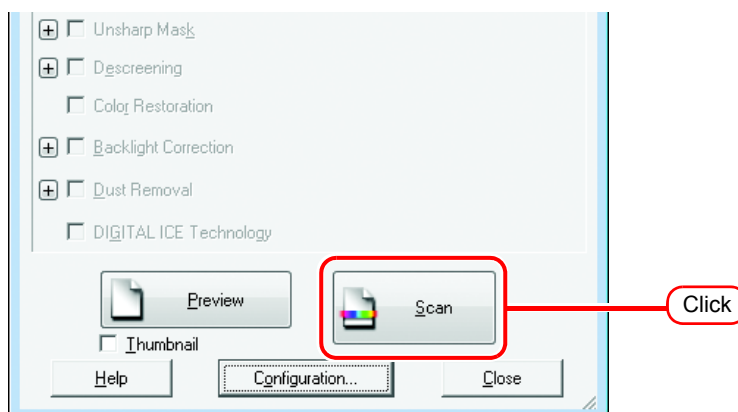 Unsharp Mask
Descreening
Color Restoration
Backlight Correction
Dust Removal
DIGITAL ICE Technology
Preview
Scan
Click
Thumbnail
Help
Configuration...
Close